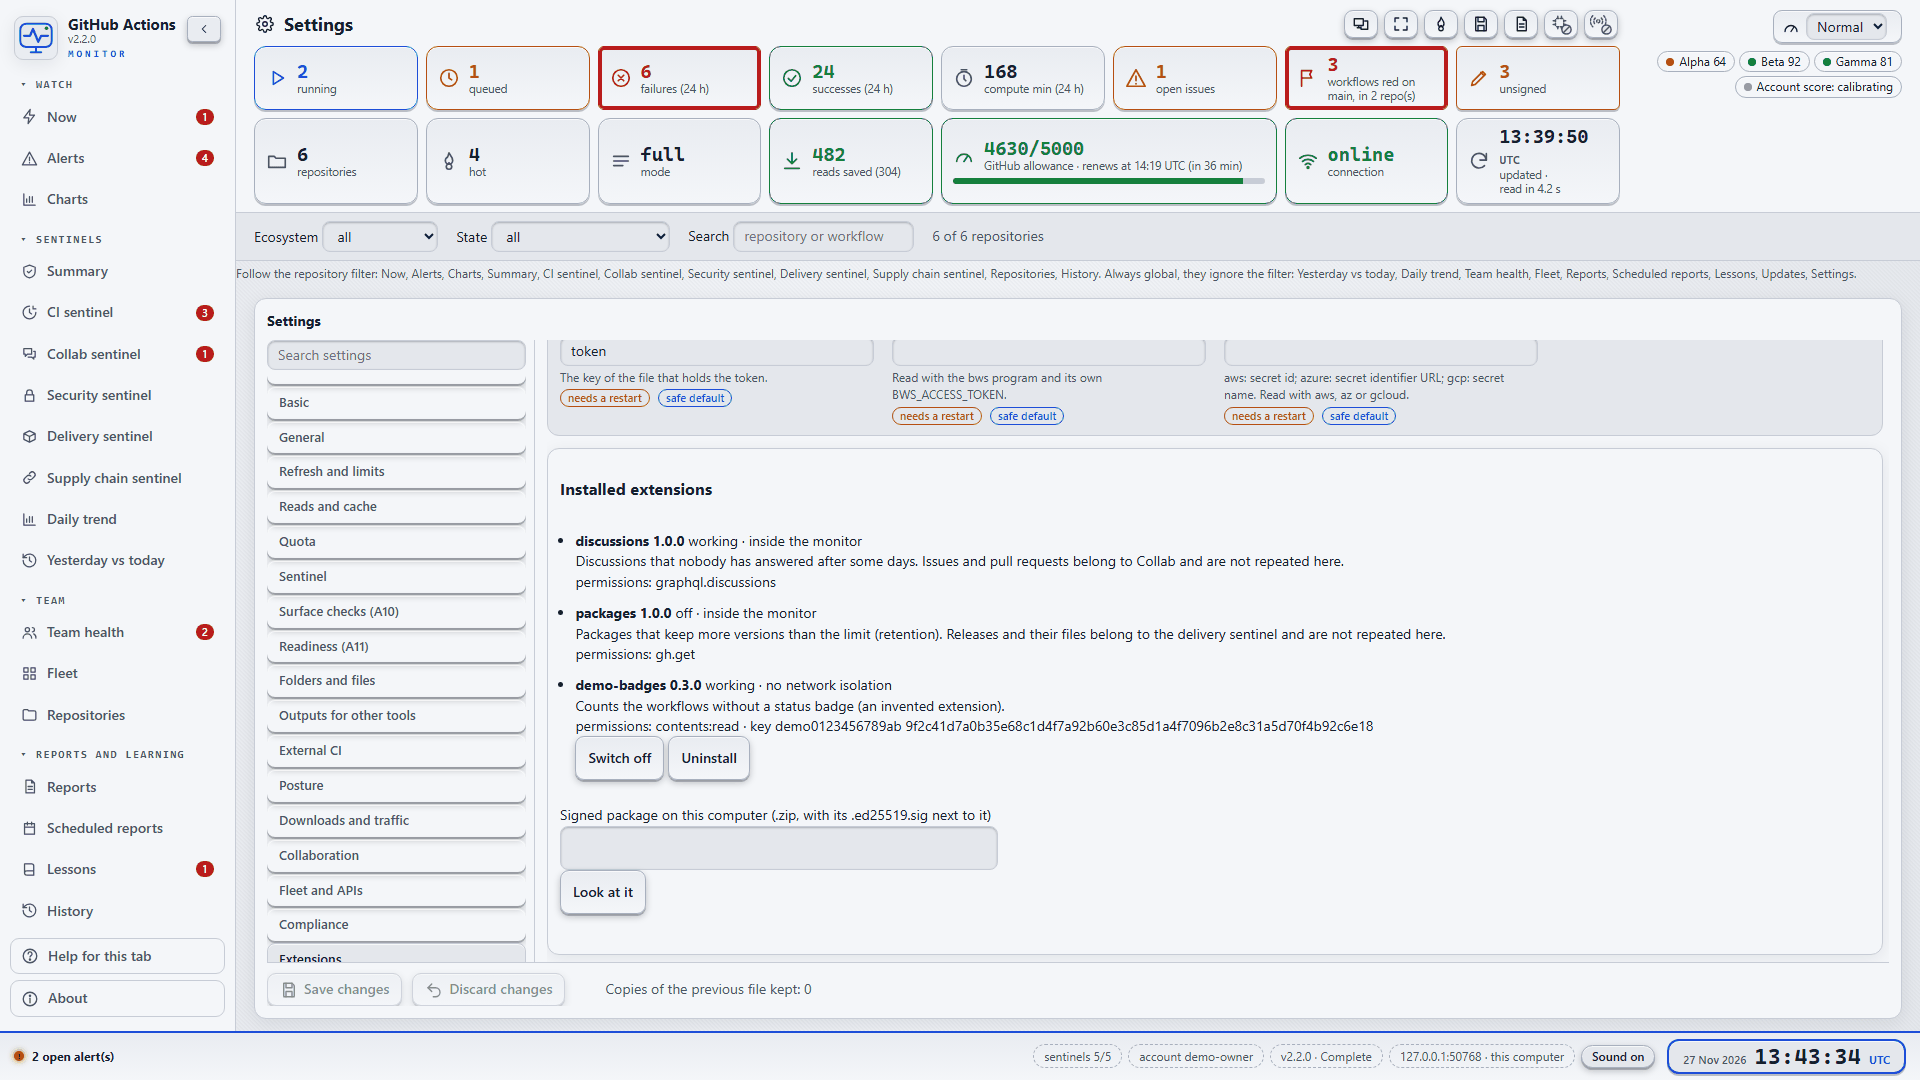 GitHub Actions
v2.2.0
MONITOR
WATCH
Now 1
Alerts 4
Charts
SENTINELS
Summary
CI sentinel 3
Collab sentinel 1
Security sentinel
Delivery sentinel
Supply chain sentinel
Daily trend
Yesterday vs today
TEAM
Team health 2
Fleet
Repositories
REPORTS AND LEARNING
Reports
Scheduled reports
Lessons 1
History
Help for this tab
About
Settings
Normal
Alpha 64
Beta 92
Gamma 81
Account score: calibrating
2
running
1
queued
6
failures (24 h)
24
successes (24 h)
168
compute min (24 h)
1
open issues
3
workflows red on
main, in 2 repo(s)
3
unsigned
6
repositories
4
hot
full
mode
482
reads saved (304)
4630/5000
GitHub allowance · renews at 14:19 UTC (in 36 min)
online
connection
13:39:50
UTC
updated ·
read in 4.2 s
Ecosystem all State all Search repository or workflow 6 of 6 repositories
Follow the repository filter: Now, Alerts, Charts, Summary, CI sentinel, Collab sentinel, Security sentinel, Delivery sentinel, Supply chain sentinel, Repositories, History. Always global, they ignore the filter: Yesterday vs today, Daily trend, Team health, Fleet, Reports, Scheduled reports, Lessons, Updates, Settings.
Settings
Search settings
Basic
General
Refresh and limits
Reads and cache
Quota
Sentinel
Surface checks (A10)
Readiness (A11)
Folders and files
Outputs for other tools
External CI
Posture
Downloads and traffic
Collaboration
Fleet and APIs
Compliance
Extensions
token
The key of the file that holds the token.
needs a restart safe default
Read with the bws program and its own
BWS_ACCESS_TOKEN.
needs a restart safe default
aws: secret id; azure: secret identifier URL; gcp: secret
name. Read with aws, az or gcloud.
needs a restart safe default
Installed extensions
discussions 1.0.0 working · inside the monitor
Discussions that nobody has answered after some days. Issues and pull requests belong to Collab and are not repeated here.
permissions: graphql.discussions
packages 1.0.0 off · inside the monitor
Packages that keep more versions than the limit (retention). Releases and their files belong to the delivery sentinel and are not repeated here.
permissions: gh.get
demo-badges 0.3.0 working · no network isolation
Counts the workflows without a status badge (an invented extension).
permissions: contents:read · key demo0123456789ab 9f2c41d7a0b35e68c1d4f7a92b60e3c85d1a4f7096b2e8c31a5d70f4b92c6e18
Switch off Uninstall
Signed package on this computer (.zip, with its .ed25519.sig next to it)
Look at it
Save changes Discard changes Copies of the previous file kept: 0
2 open alert(s)
sentinels 5/5
account demo-owner
v2.2.0 · Complete
127.0.0.1:50768 · this computer
Sound on
27 Nov 2026 13:43:34 UTC